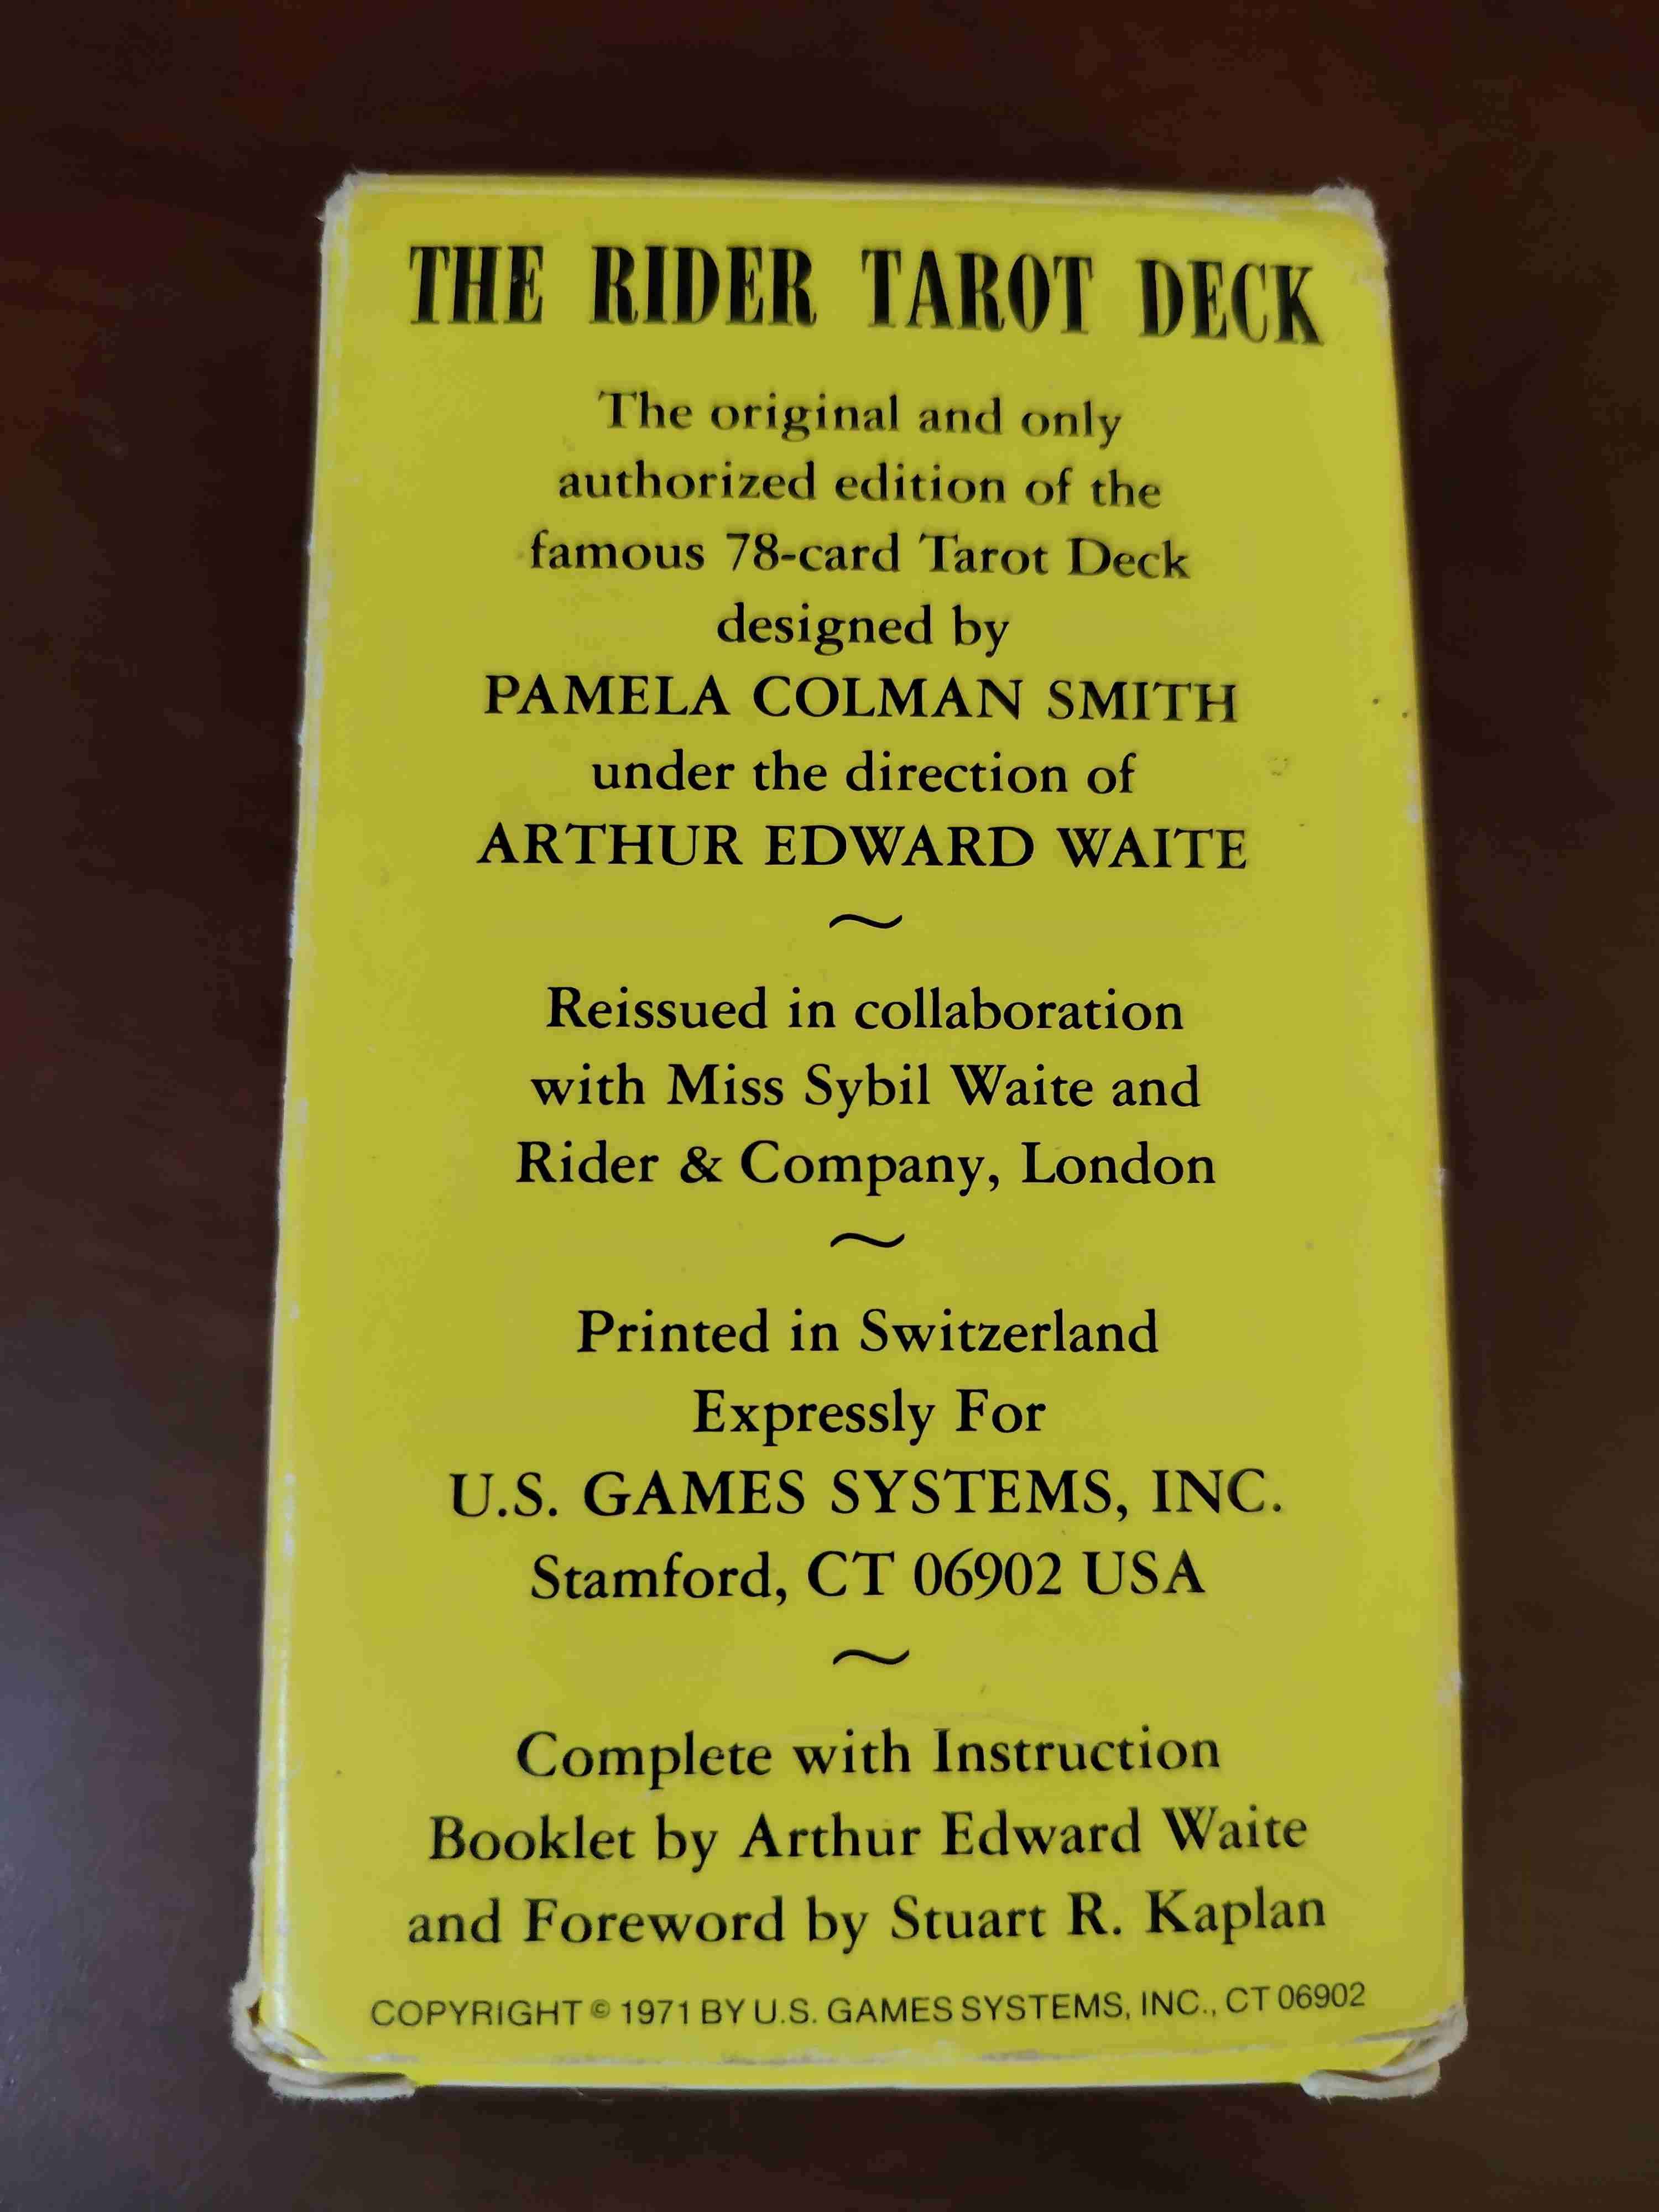 THE RIDER TAROT DECK
The original and only
authorized edition of the
famous 78-card Tarot Deck
designed by
PAMELA COLMAN SMITH
under the direction of
ARTHUR EDWARD WAITE
~
Reissued in collaboration
with Miss Sybil Waite and
Rider & Company, London
~
Printed in Switzerland
Expressly For
U.S. GAMES SYSTEMS, INC.
Stamford, CT 06902 USA
~
Complete with Instruction
Booklet by Arthur Edward Waite
and Foreword by Stuart R. Kaplan
COPYRIGHT © 1971 BY U.S. GAMES SYSTEMS, INC., CT 06902